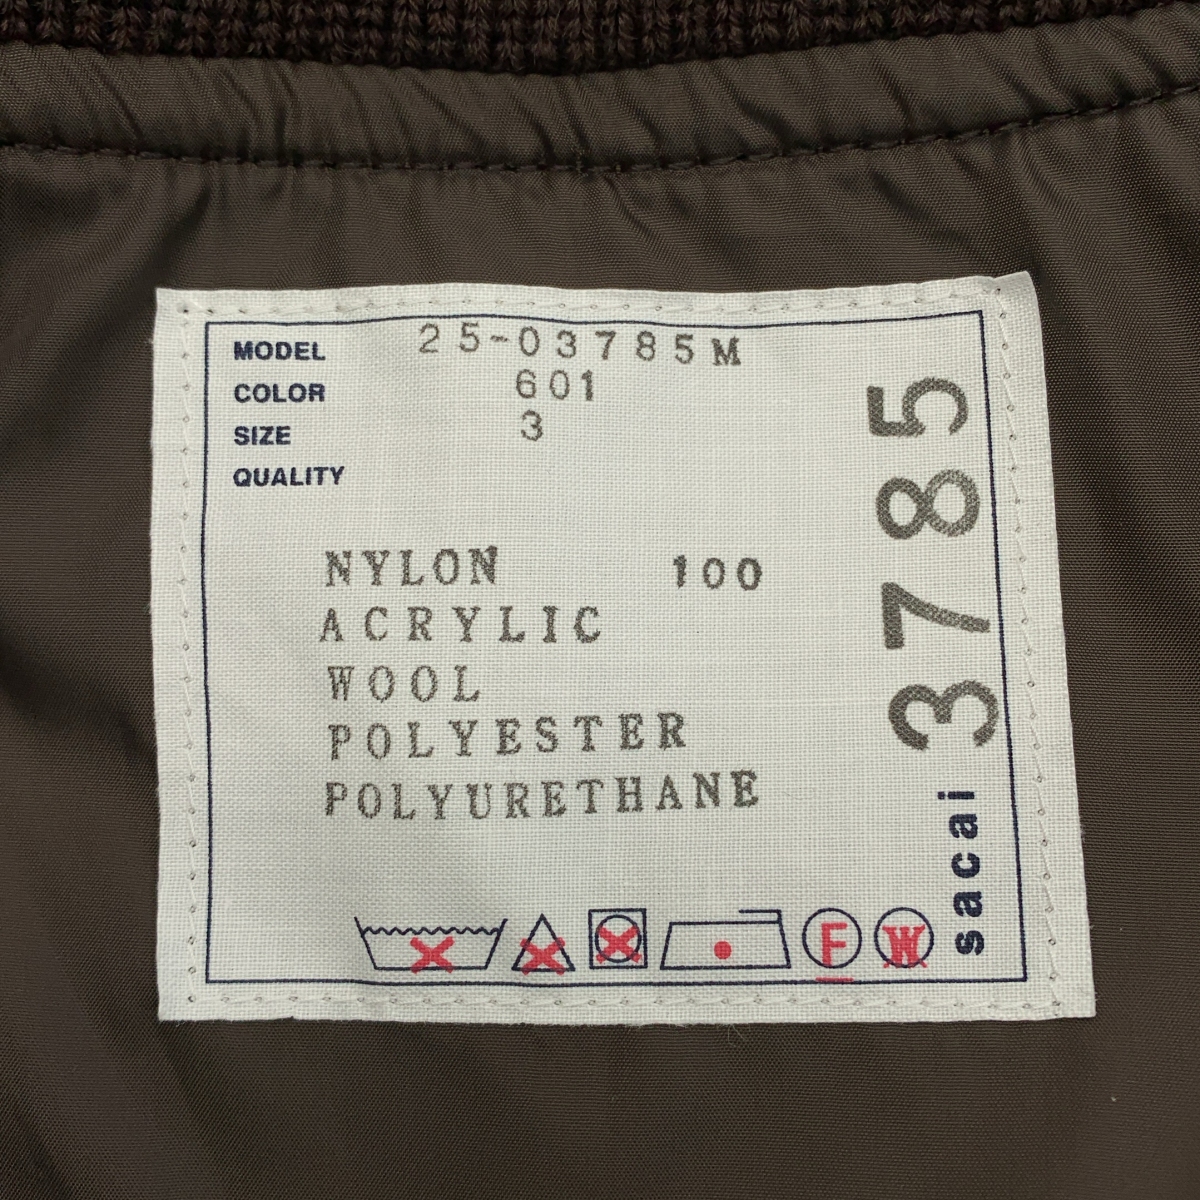 MODEL 25-03785M
COLOR 601
SIZE 3
QUALITY
NYLON 100
ACRYLIC
WOOL
POLYESTER
POLYURETHANE
F W
sacai 3785